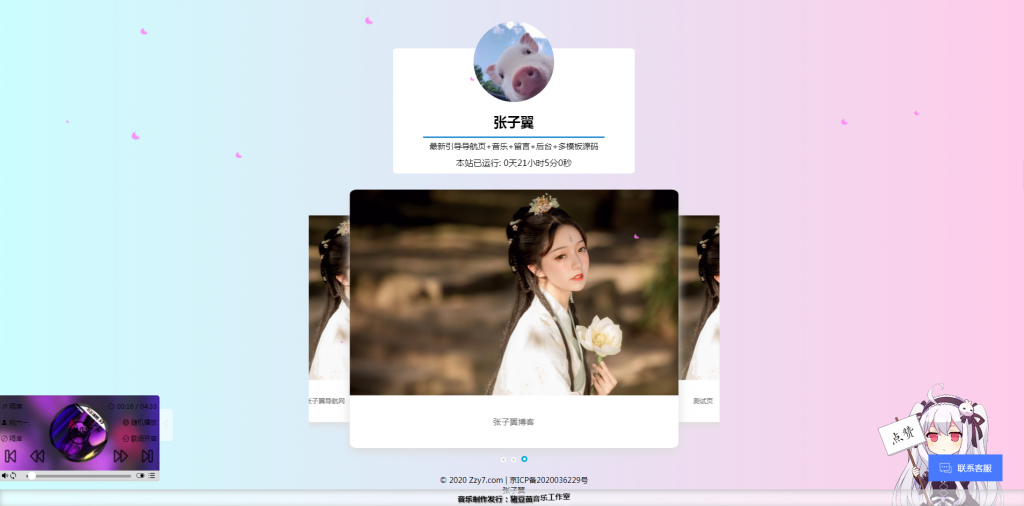 张子翼
最新引导导航页+音乐+留言+后台+多模板源码
本站已运行: 0天21小时5分0秒
张子翼导航网
张子翼博客
测试页
00:16 / 04:33
随机播放
歌词开启
点赞
联系客服
© 2020 Zzy7.com | 京ICP备2020036229号
张子翼
音乐制作发行：猪豆苗音乐工作室